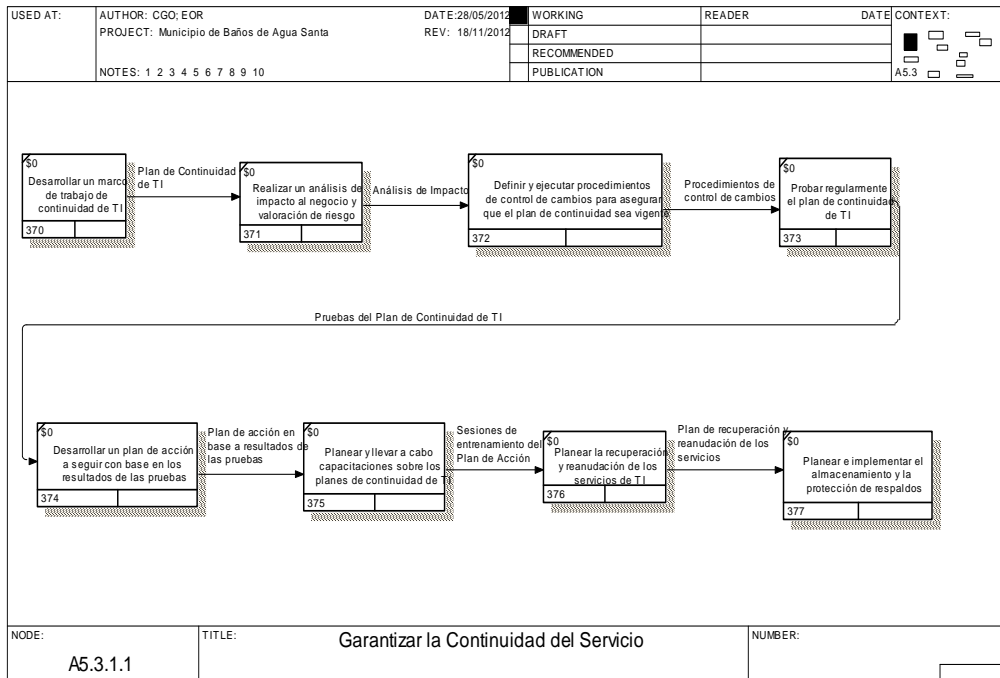 USED AT:
AUTHOR: CGO; EOR
DATE:28/05/2012
PROJECT: Municipio de Baños de Agua Santa
REV: 18/11/2012
NOTES: 1 2 3 4 5 6 7 8 9 10
WORKING
DRAFT
RECOMMENDED
PUBLICATION
READER
DATE
CONTEXT:
A5.3
$0
Desarrollar un marco
de trabajo de
continuidad de TI
370
Plan de Continuidad
de TI
$0
Realizar un análisis de
impacto al negocio y
valoración de riesgo
371
Análisis de Impacto
$0
Definir y ejecutar procedimientos
de control de cambios para asegurar
que el plan de continuidad sea vigente
372
Procedimientos de
control de cambios
$0
Probar regularmente
el plan de continuidad
de TI
373
Pruebas del Plan de Continuidad de TI
$0
Desarrollar un plan de acción
a seguir con base en los
resultados de las pruebas
374
Plan de acción en
base a resultados de
las pruebas
$0
Planear y llevar a cabo
capacitaciones sobre los
planes de continuidad de TI
375
Sesiones de
entrenamiento del
Plan de Acción
$0
Planear la recuperación
y reanudación de los
servicios de TI
376
Plan de recuperación y
reanudación de los
servicios
$0
Planear e implementar el
almacenamiento y la
protección de respaldos
377
NODE:
A5.3.1.1
TITLE:
Garantizar la Continuidad del Servicio
NUMBER: